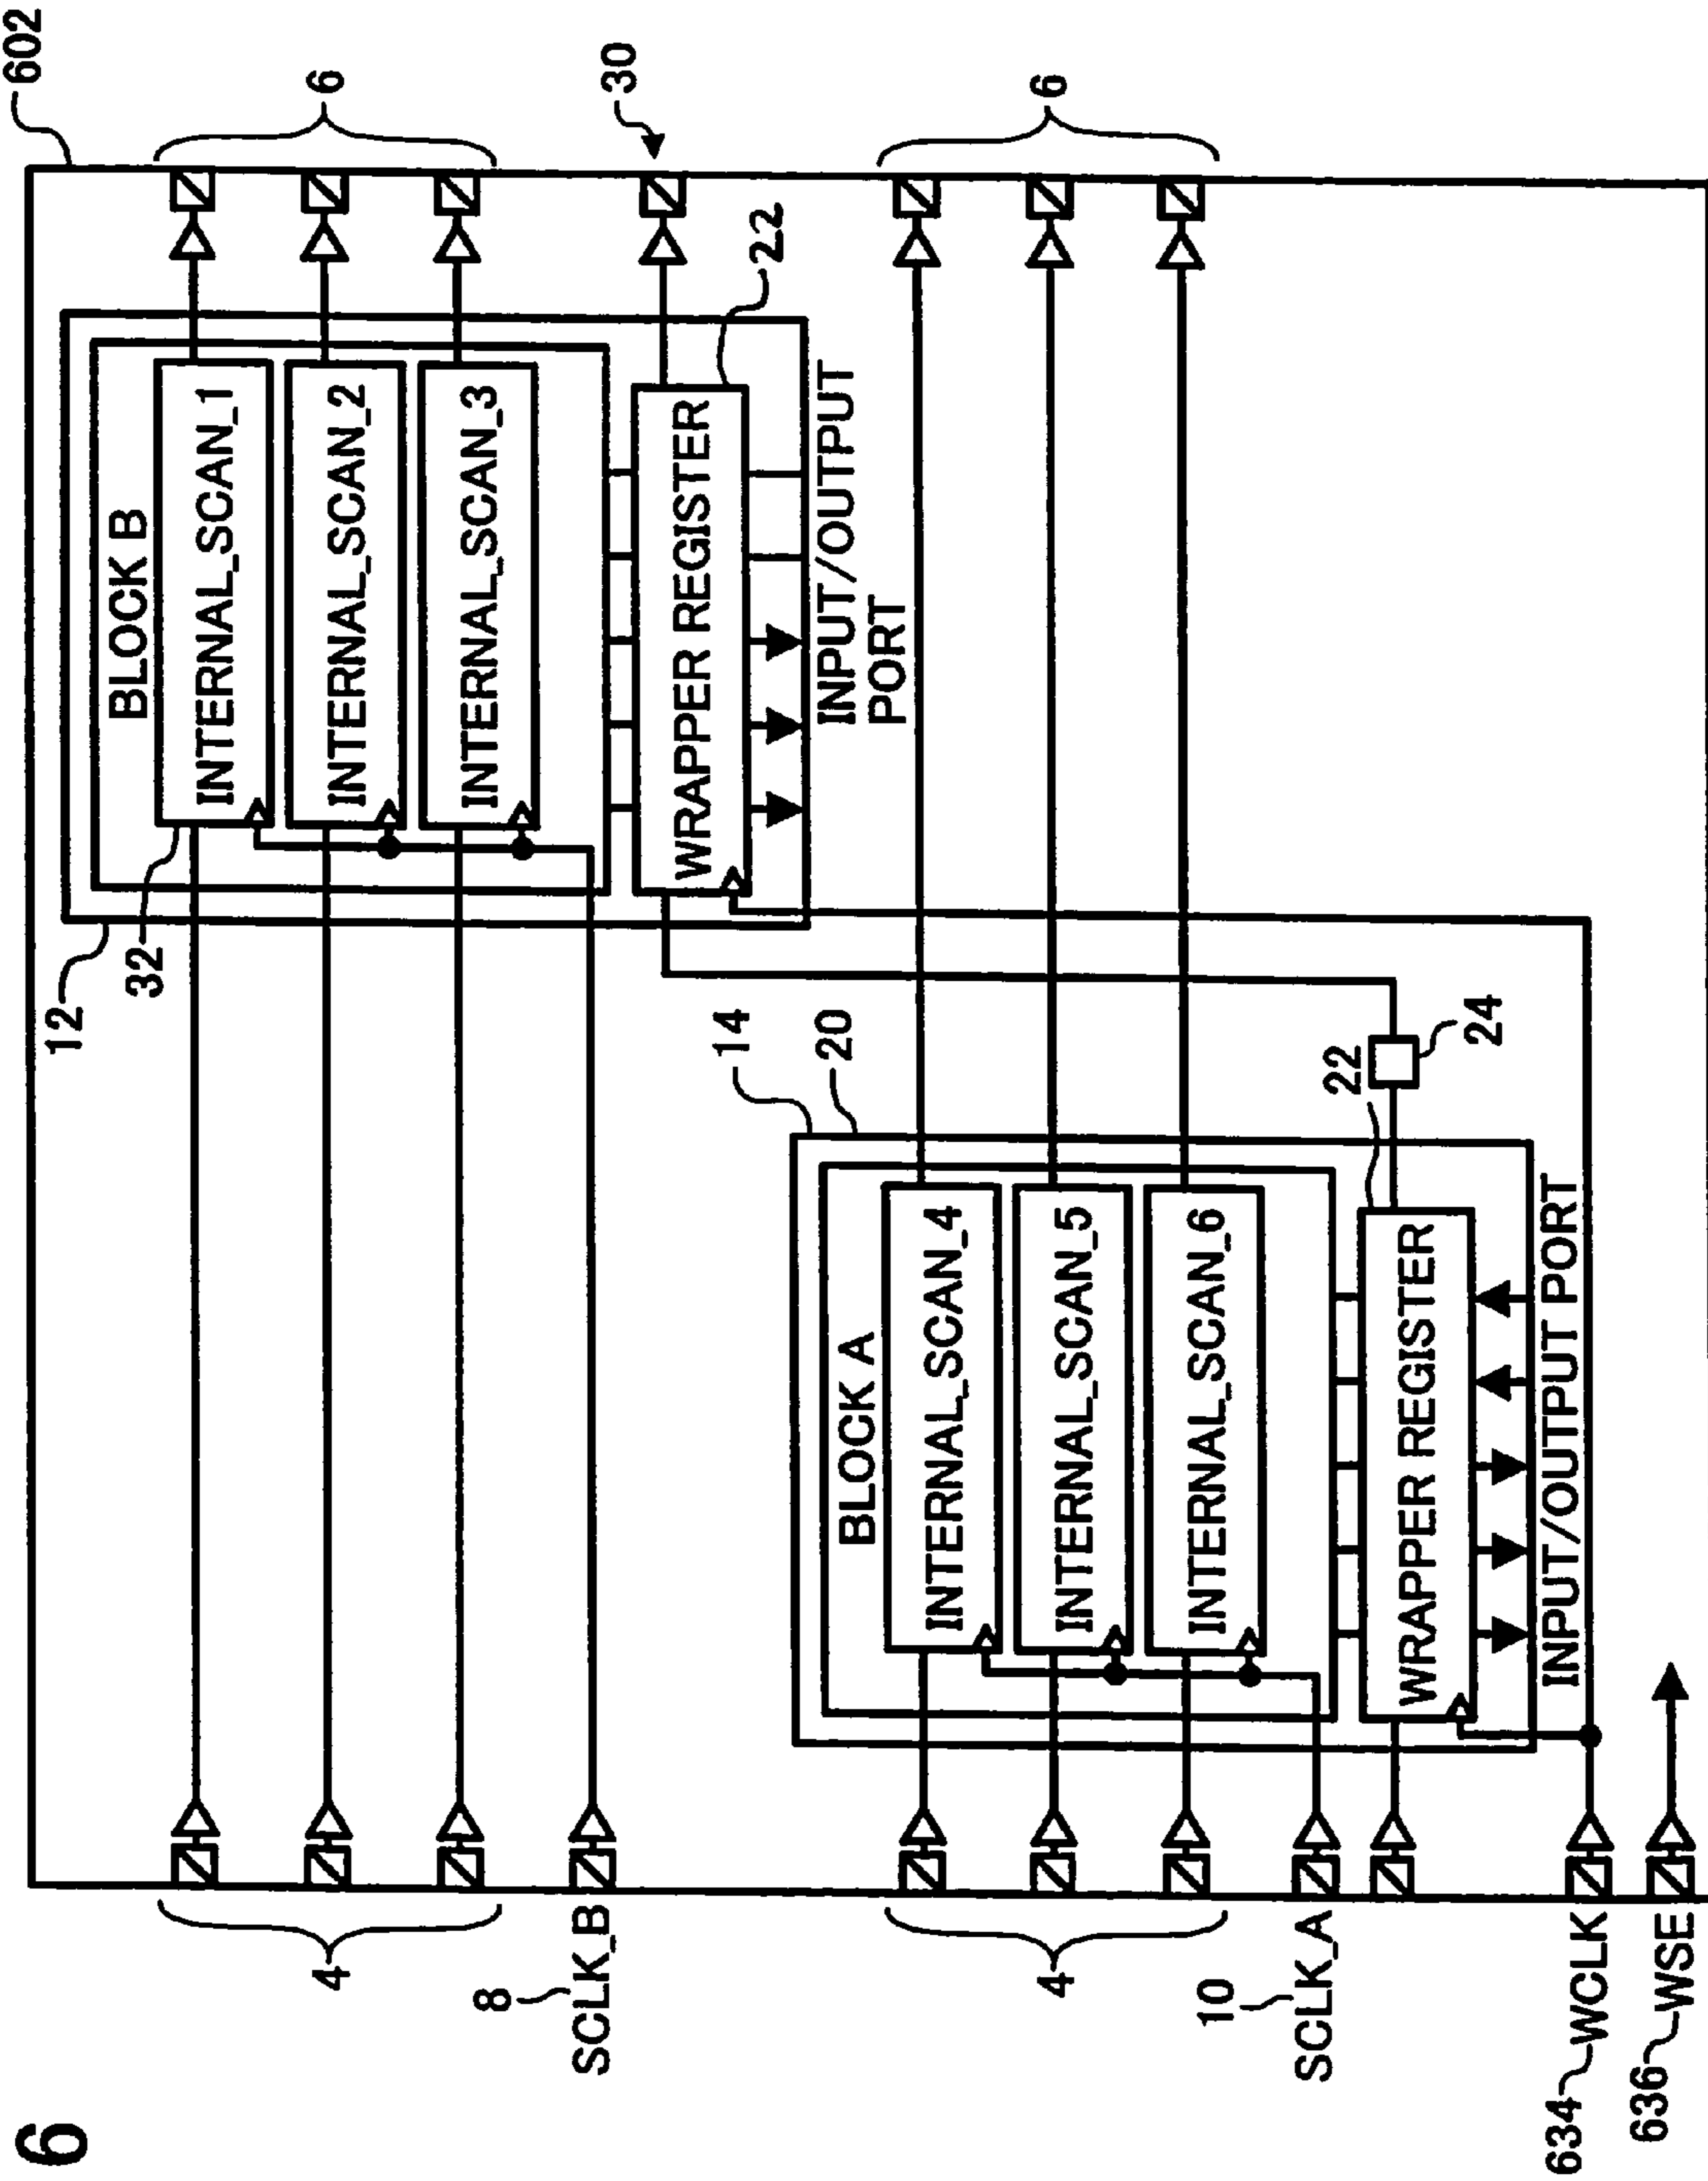 6
602
4
6
BLOCK B
INTERNAL_SCAN_1
INTERNAL_SCAN_2
INTERNAL_SCAN_3
12
32
8
SCLK_B
30
WRAPPER REGISTER
22
INPUT/OUTPUT
PORT
14
20
4
6
BLOCK A
INTERNAL_SCAN_4
INTERNAL_SCAN_5
INTERNAL_SCAN_6
10
SCLK_A
WRAPPER REGISTER
22
24
INPUT/OUTPUT PORT
634
WCLK
636
WSE